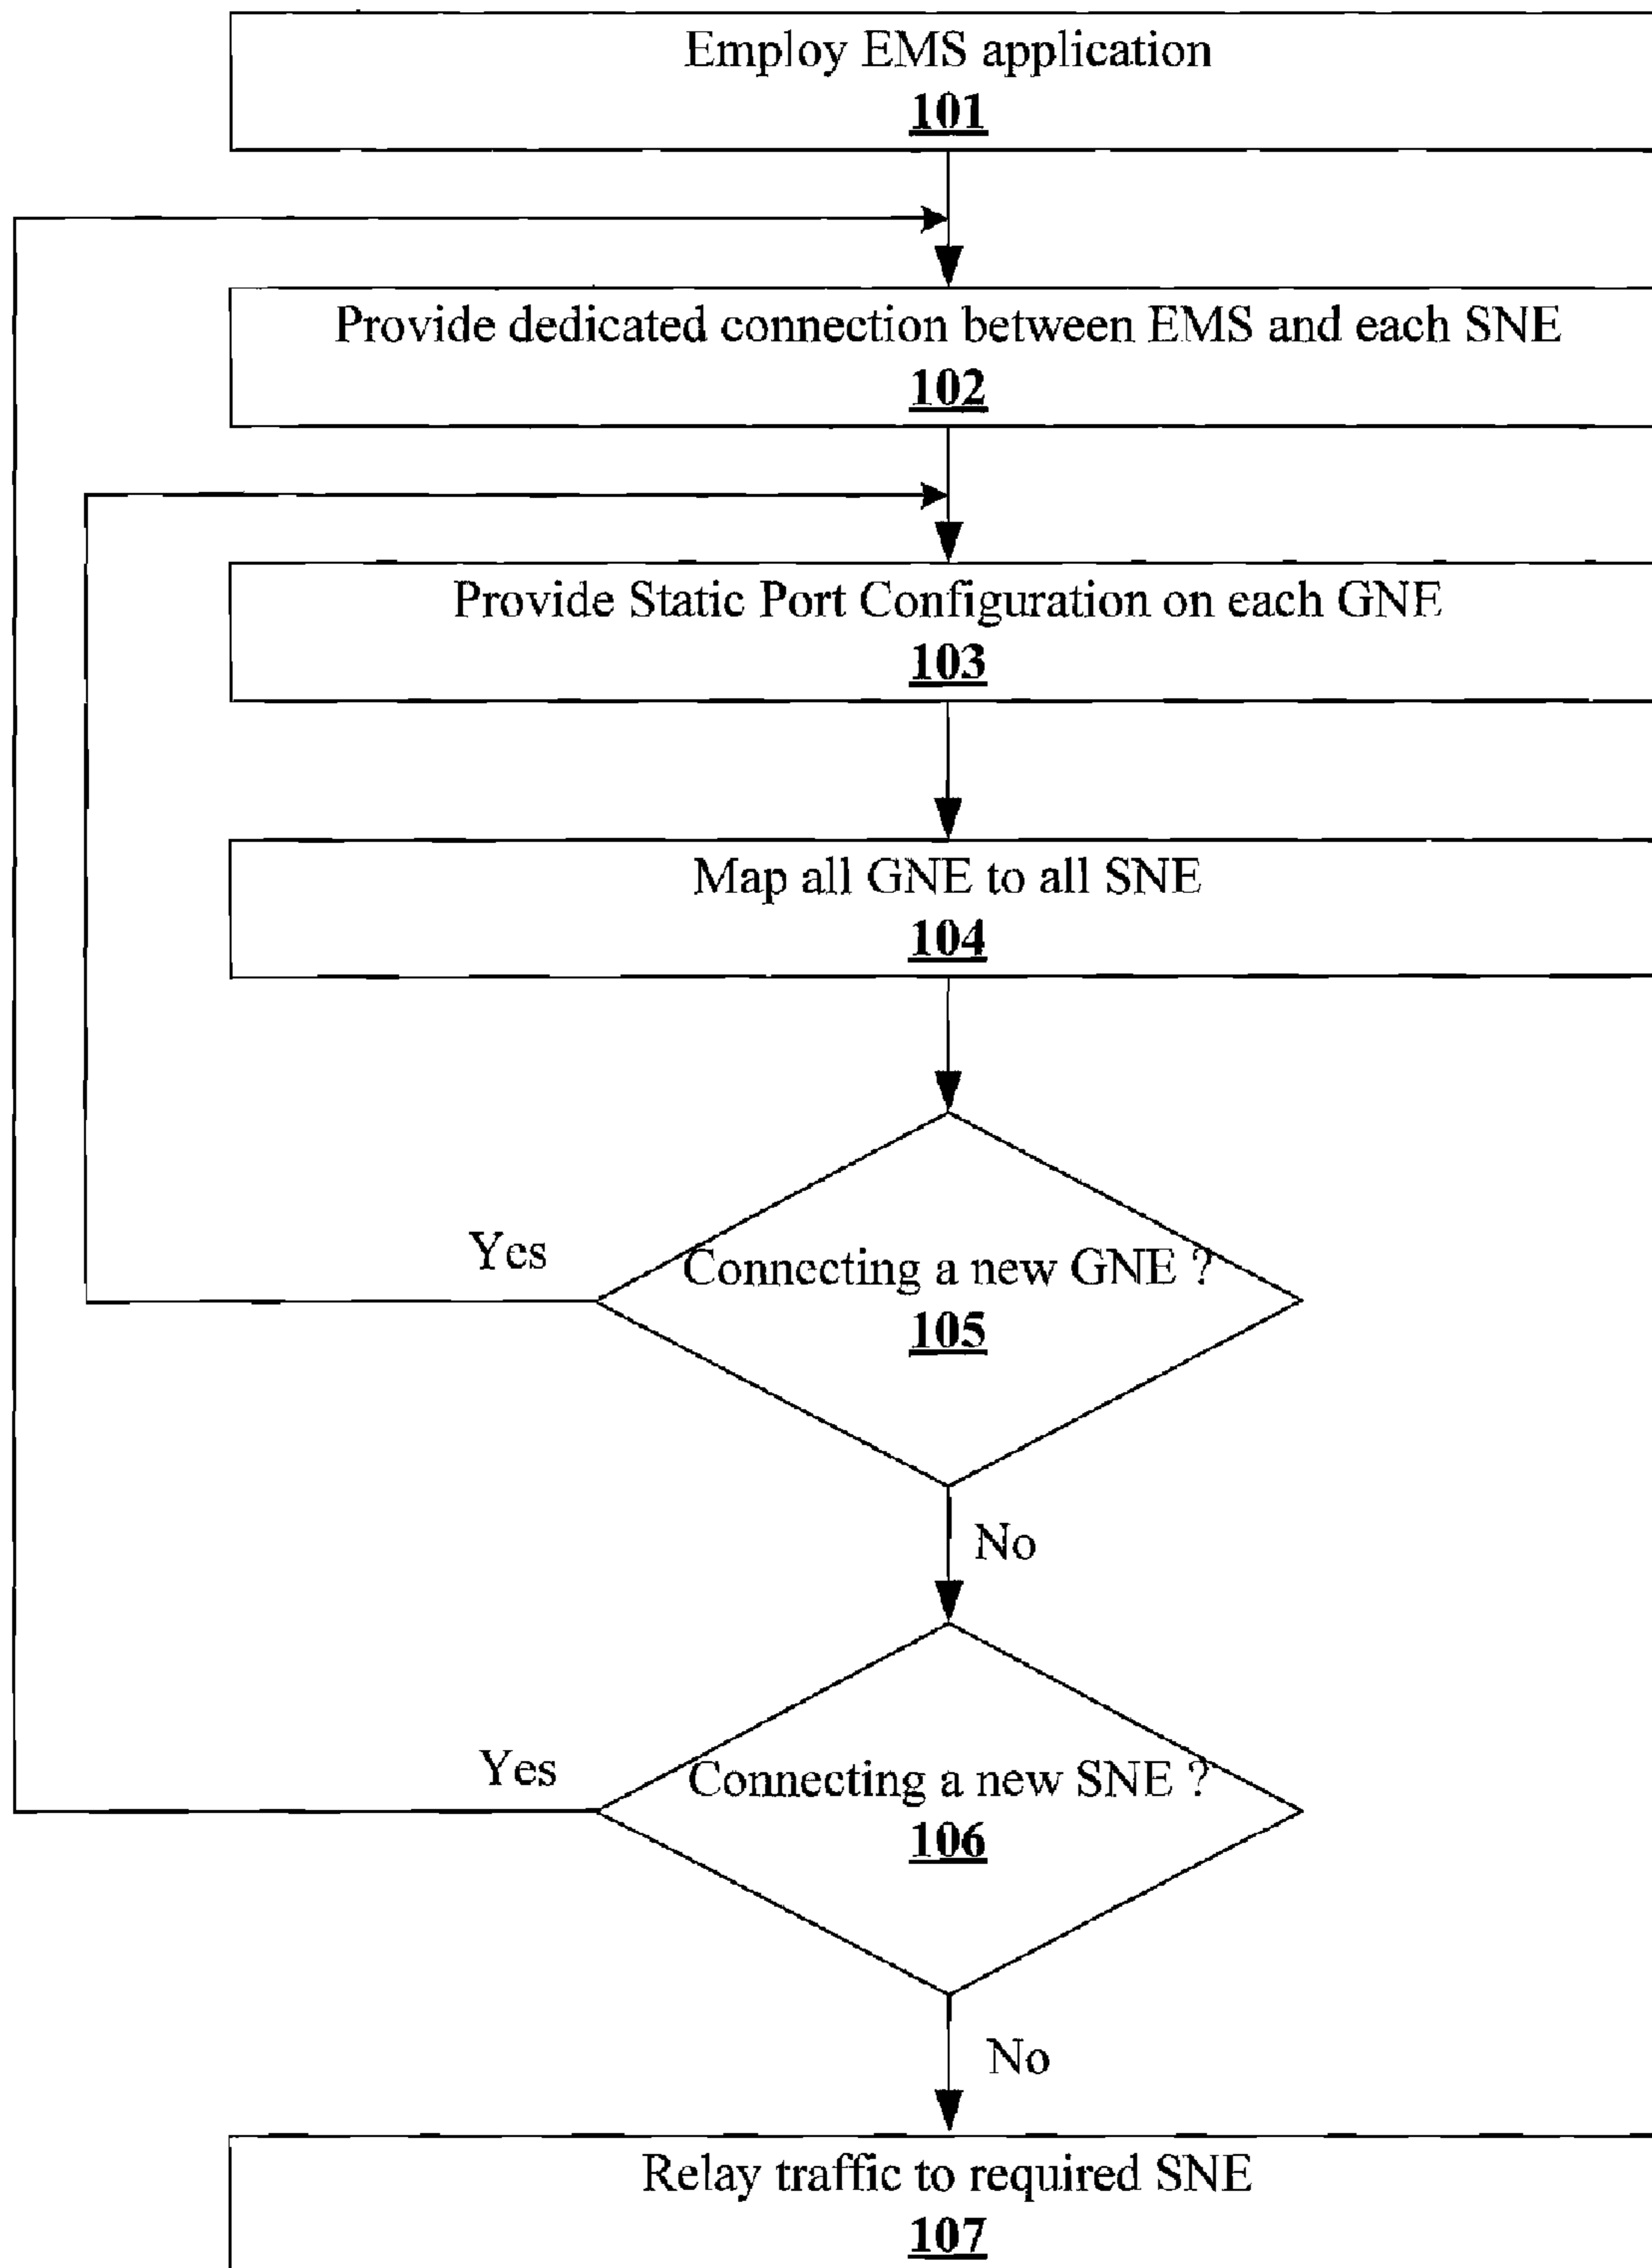 Employ EMS application
101
Provide dedicated connection between EMS and each SNE
102
Provide Static Port Configuration on each GNE
103
Map all GNE to all SNE
104
Yes
Connecting a new GNE ?
105
No
Yes
Connecting a new SNE ?
106
No
Relay traffic to required SNE
107